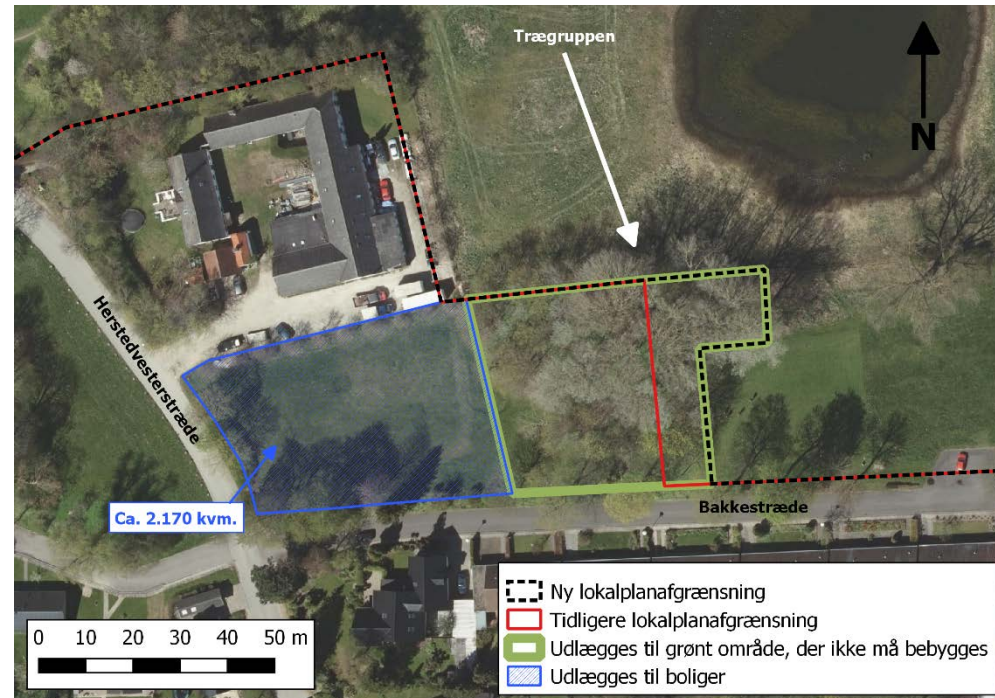 Trægruppen
N
Herstedvesterstræde
Ca. 2.170 kvm.
Bakkestræde
0 10 20 30 40 50 m
Ny lokalplanafgrænsning
Tidligere lokalplanafgrænsning
Udlægges til grønt område, der ikke må bebygges
Udlægges til boliger